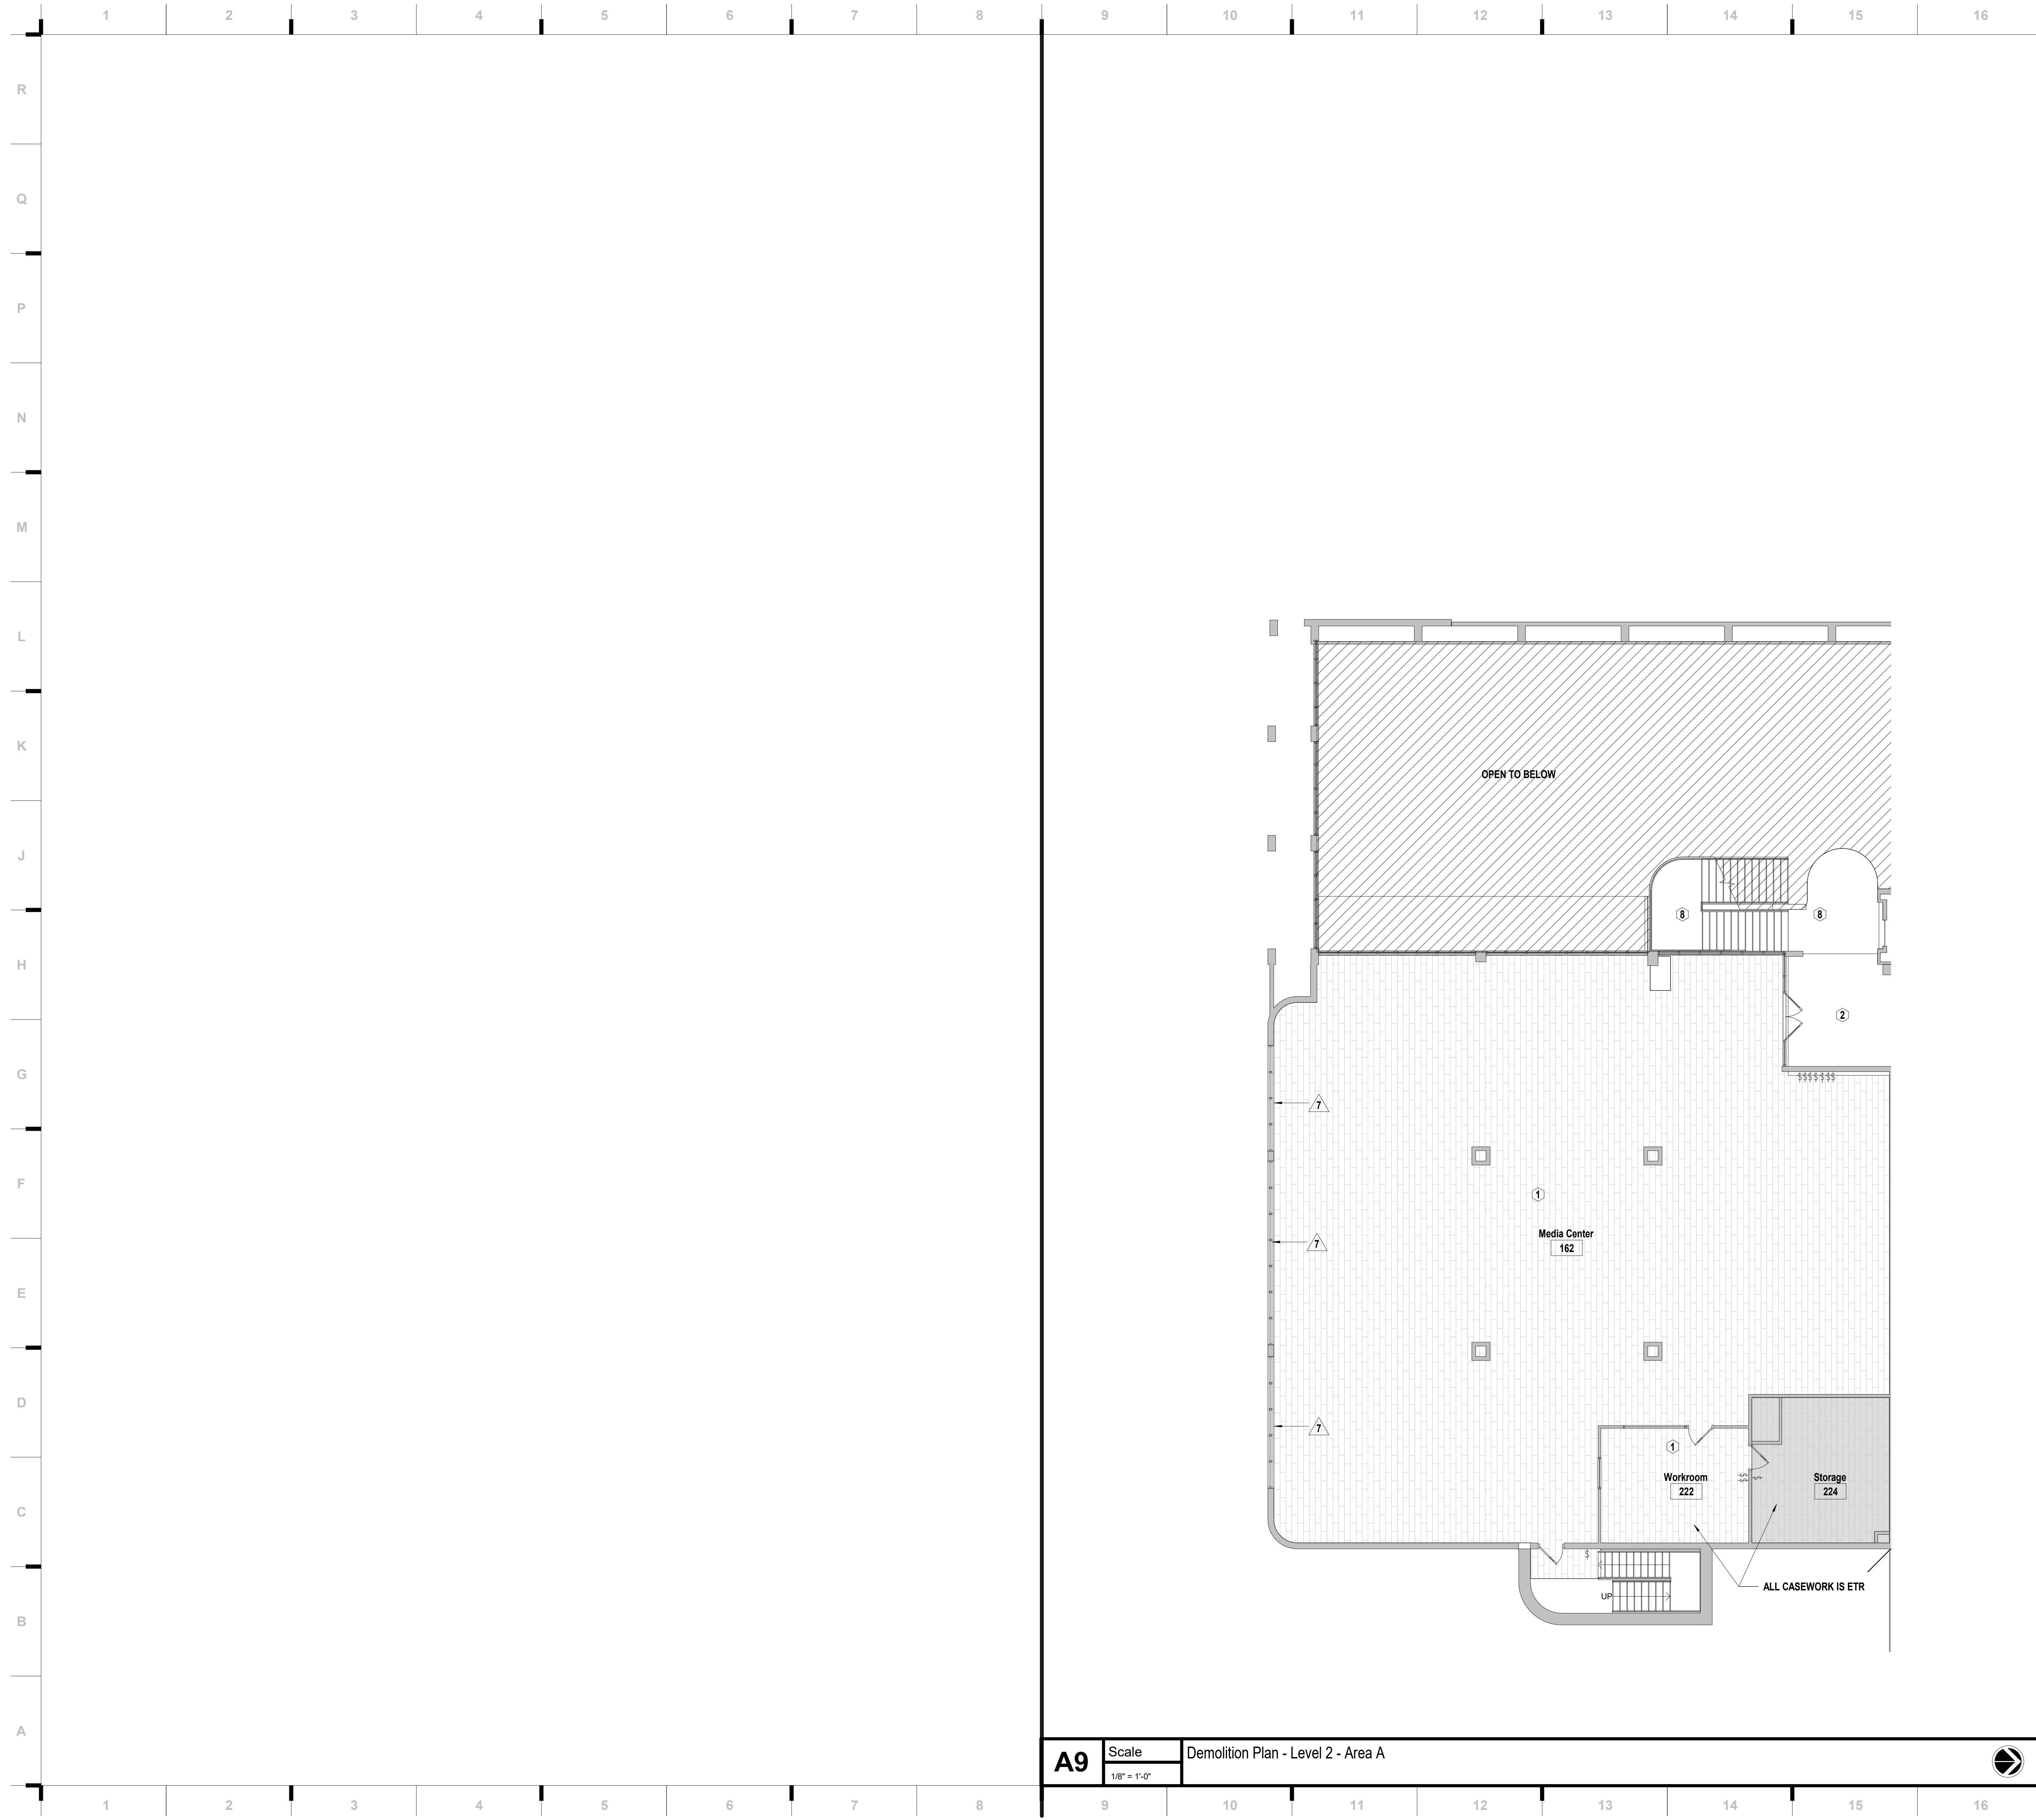 1 2 3 4 5 6 7 8 9 10 11 12 13 14 15 16
R
Q
P
N
M
L
K
OPEN TO BELOW
J
8 8
H
2
G
$$$$$$$
7
F
1
Media Center
162
7
E
D
7
1
Workroom
222
$$
$
Storage
224
C
$
UP
ALL CASEWORK IS ETR
B
A
A9
Scale
1/8" = 1'-0"
Demolition Plan - Level 2 - Area A
1 2 3 4 5 6 7 8 9 10 11 12 13 14 15 16